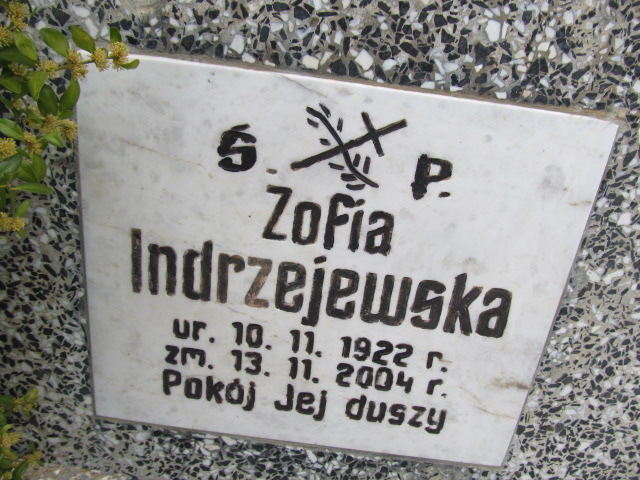 Ś. P.
Zofia
Indrzejewska
ur. 10. 11. 1922 r.
zm. 13. 11. 2004 r.
Pokój Jej duszy